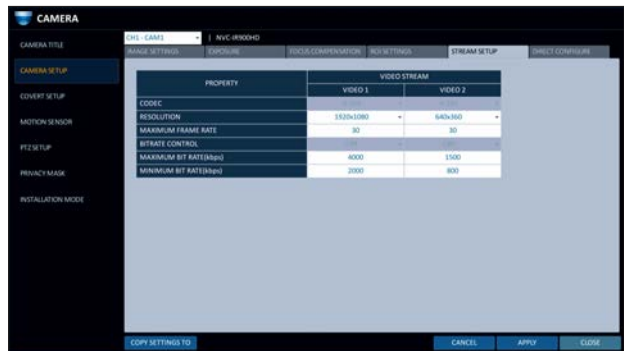 CAMERA
CH1 - CAM1 | NVC-IR900HD
CAMERA TITLE
IMAGE SETTINGS EXPOSURE FOCUS COMPENSATION ROI SETTINGS STREAM SETUP DIRECT CONFIGURE
CAMERA SETUP
COVERT SETUP
MOTION SENSOR
PTZ SETUP
PRIVACY MASK
INSTALLATION MODE
PROPERTY VIDEO STREAM
VIDEO 1 VIDEO 2
CODEC
RESOLUTION 1920x1080 640x360
MAXIMUM FRAME RATE 30 30
BITRATE CONTROL
MAXIMUM BIT RATE(kbps) 4000 1500
MINIMUM BIT RATE(kbps) 2000 800
COPY SETTINGS TO CANCEL APPLY CLOSE